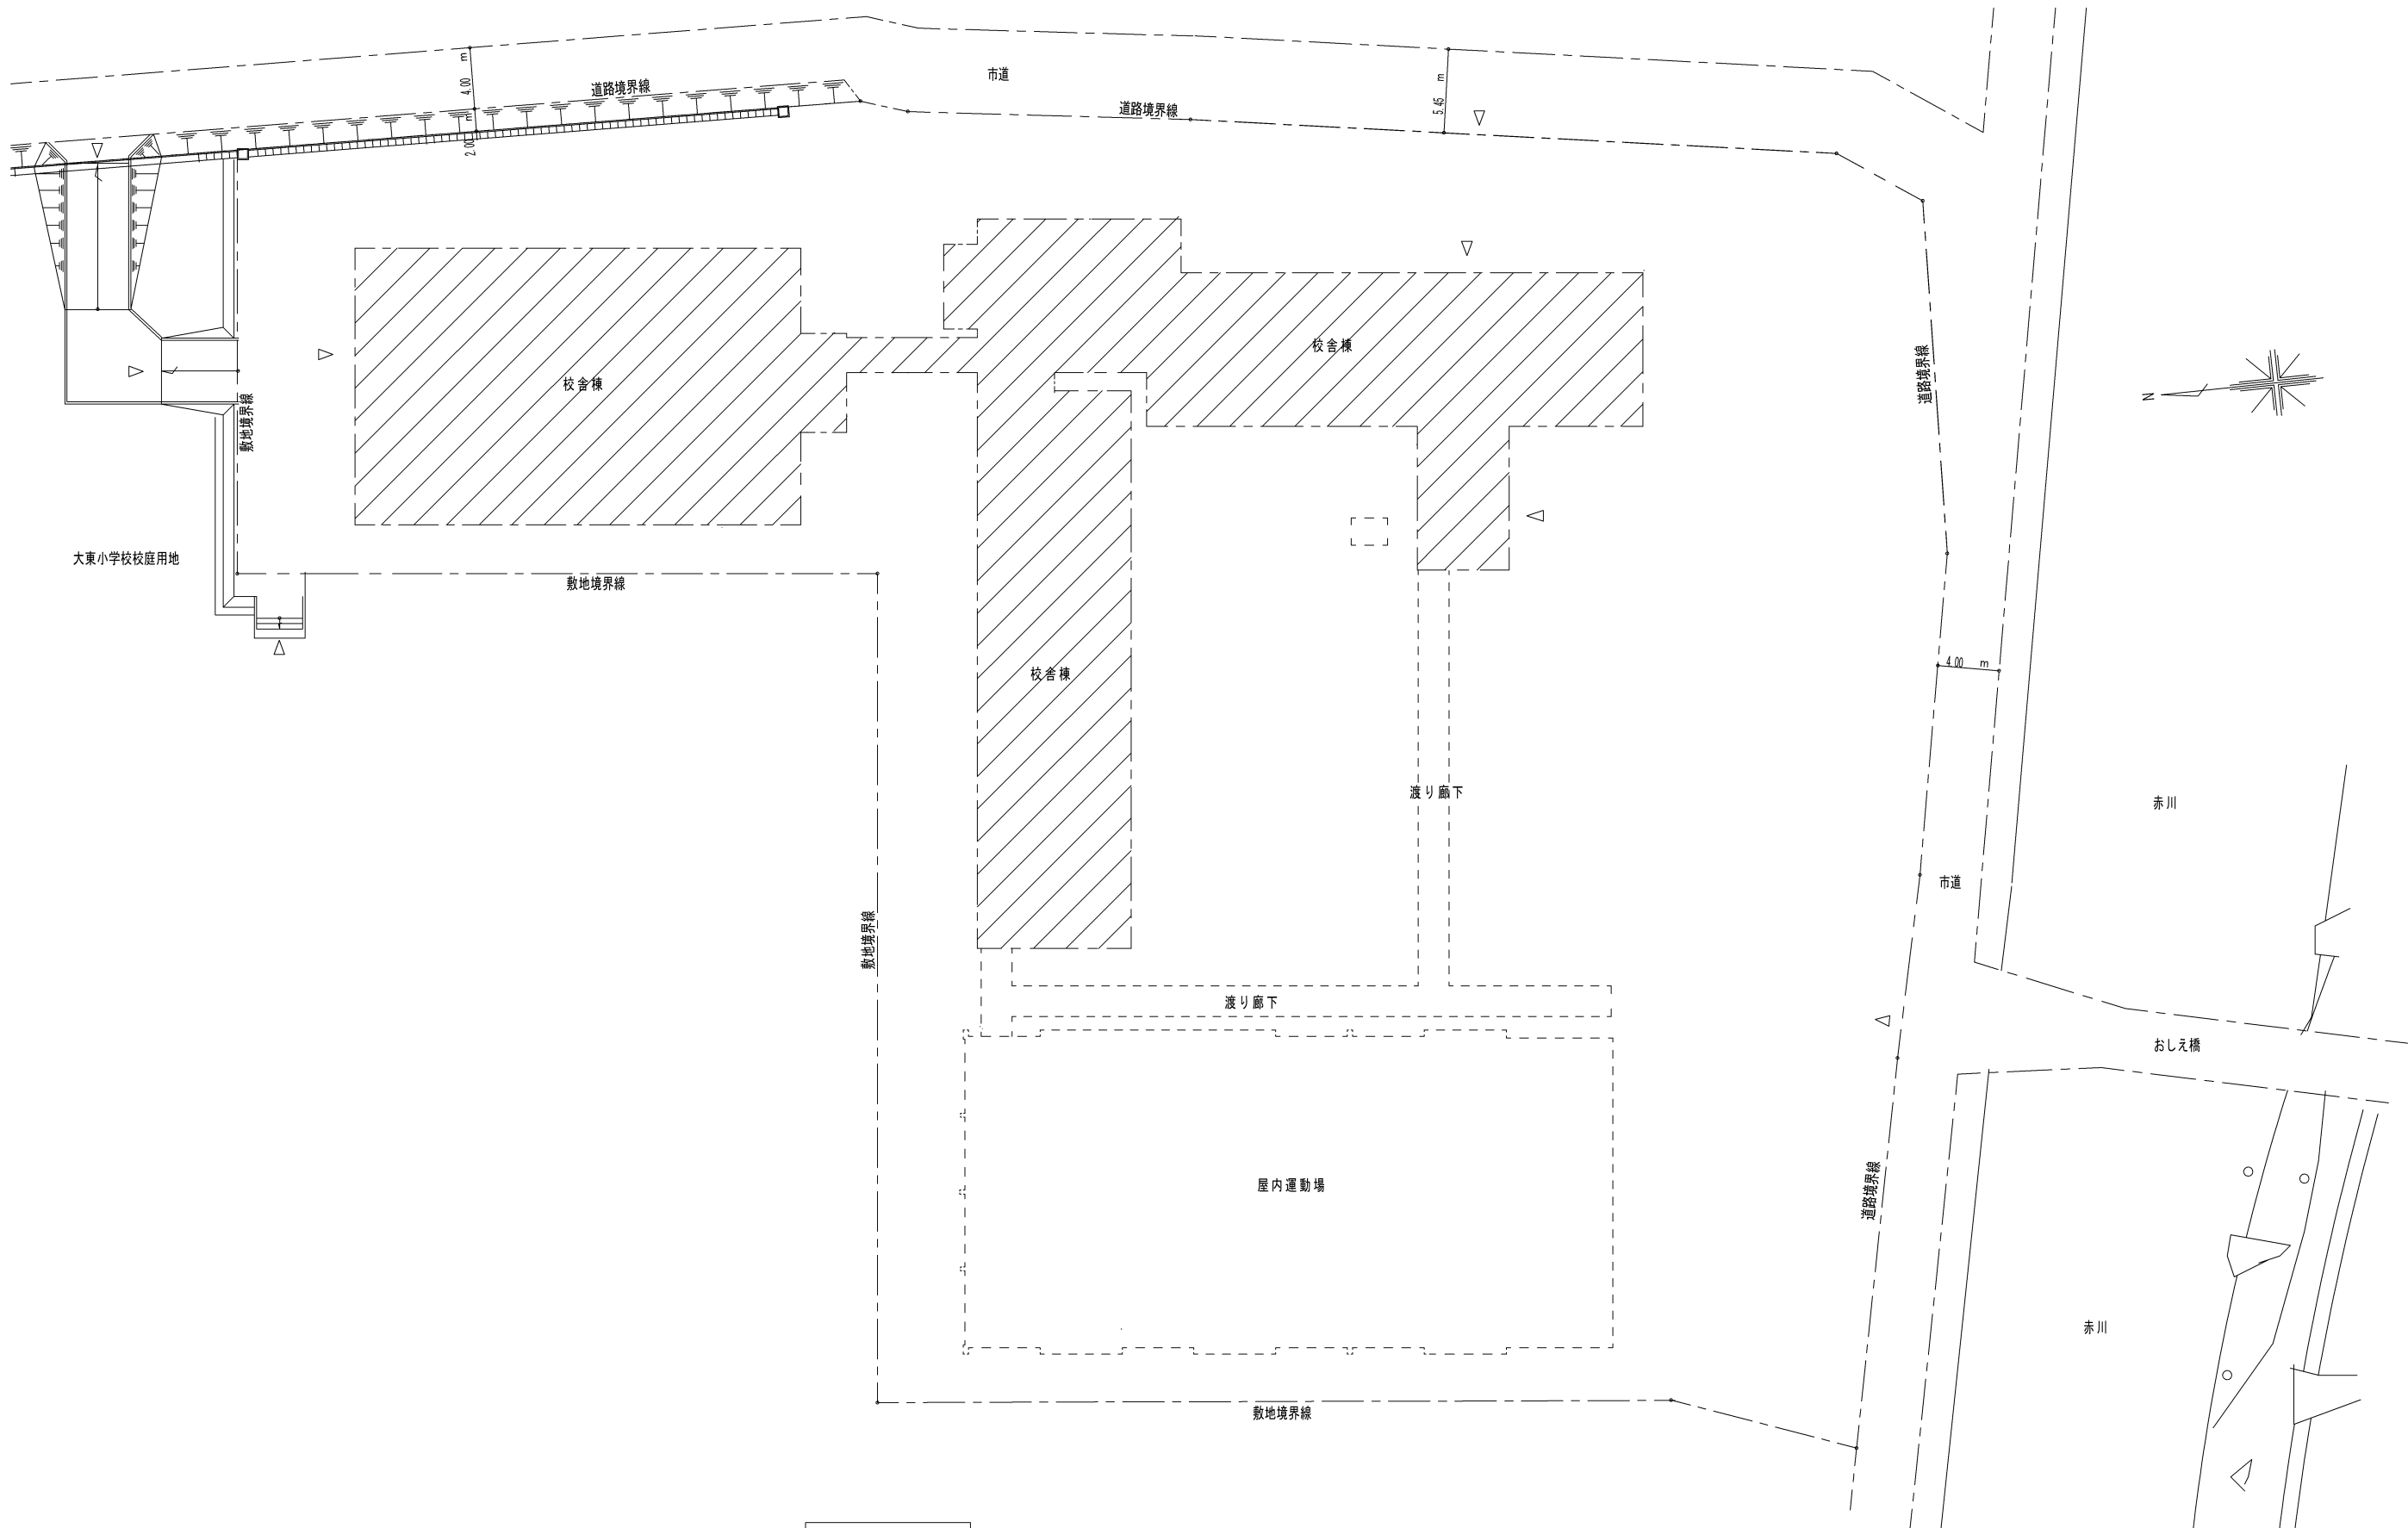 市道
4.00 m
道路境界線
5.45 m
道路境界線
2.00 m
校舎棟
道路境界線
校舎棟
N
敷地境界線
大東小学校校庭用地
敷地境界線
4.00 m
校舎棟
渡り廊下
赤川
市道
敷地境界線
渡り廊下
おしえ橋
屋内運動場
道路境界線
赤川
敷地境界線